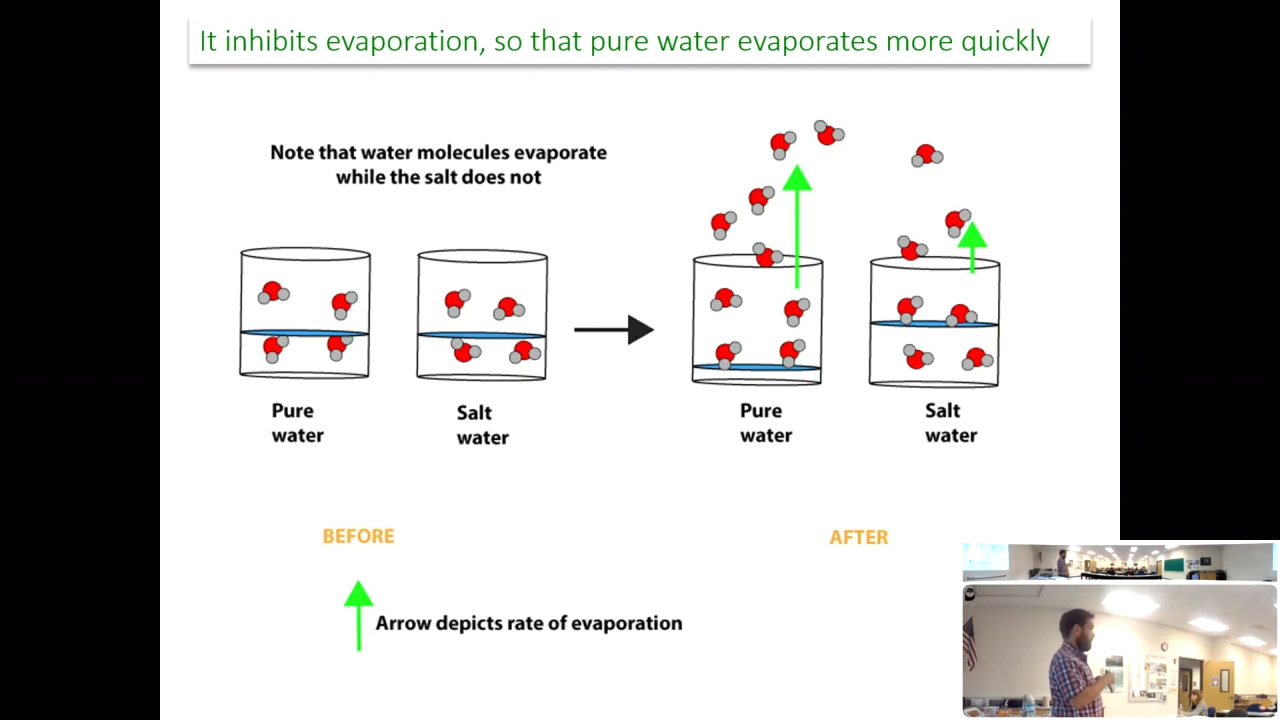 It inhibits evaporation, so that pure water evaporates more quickly
Note that water molecules evaporate
while the salt does not
Pure
water
Salt
water
Pure
water
Salt
water
BEFORE
AFTER
Arrow depicts rate of evaporation